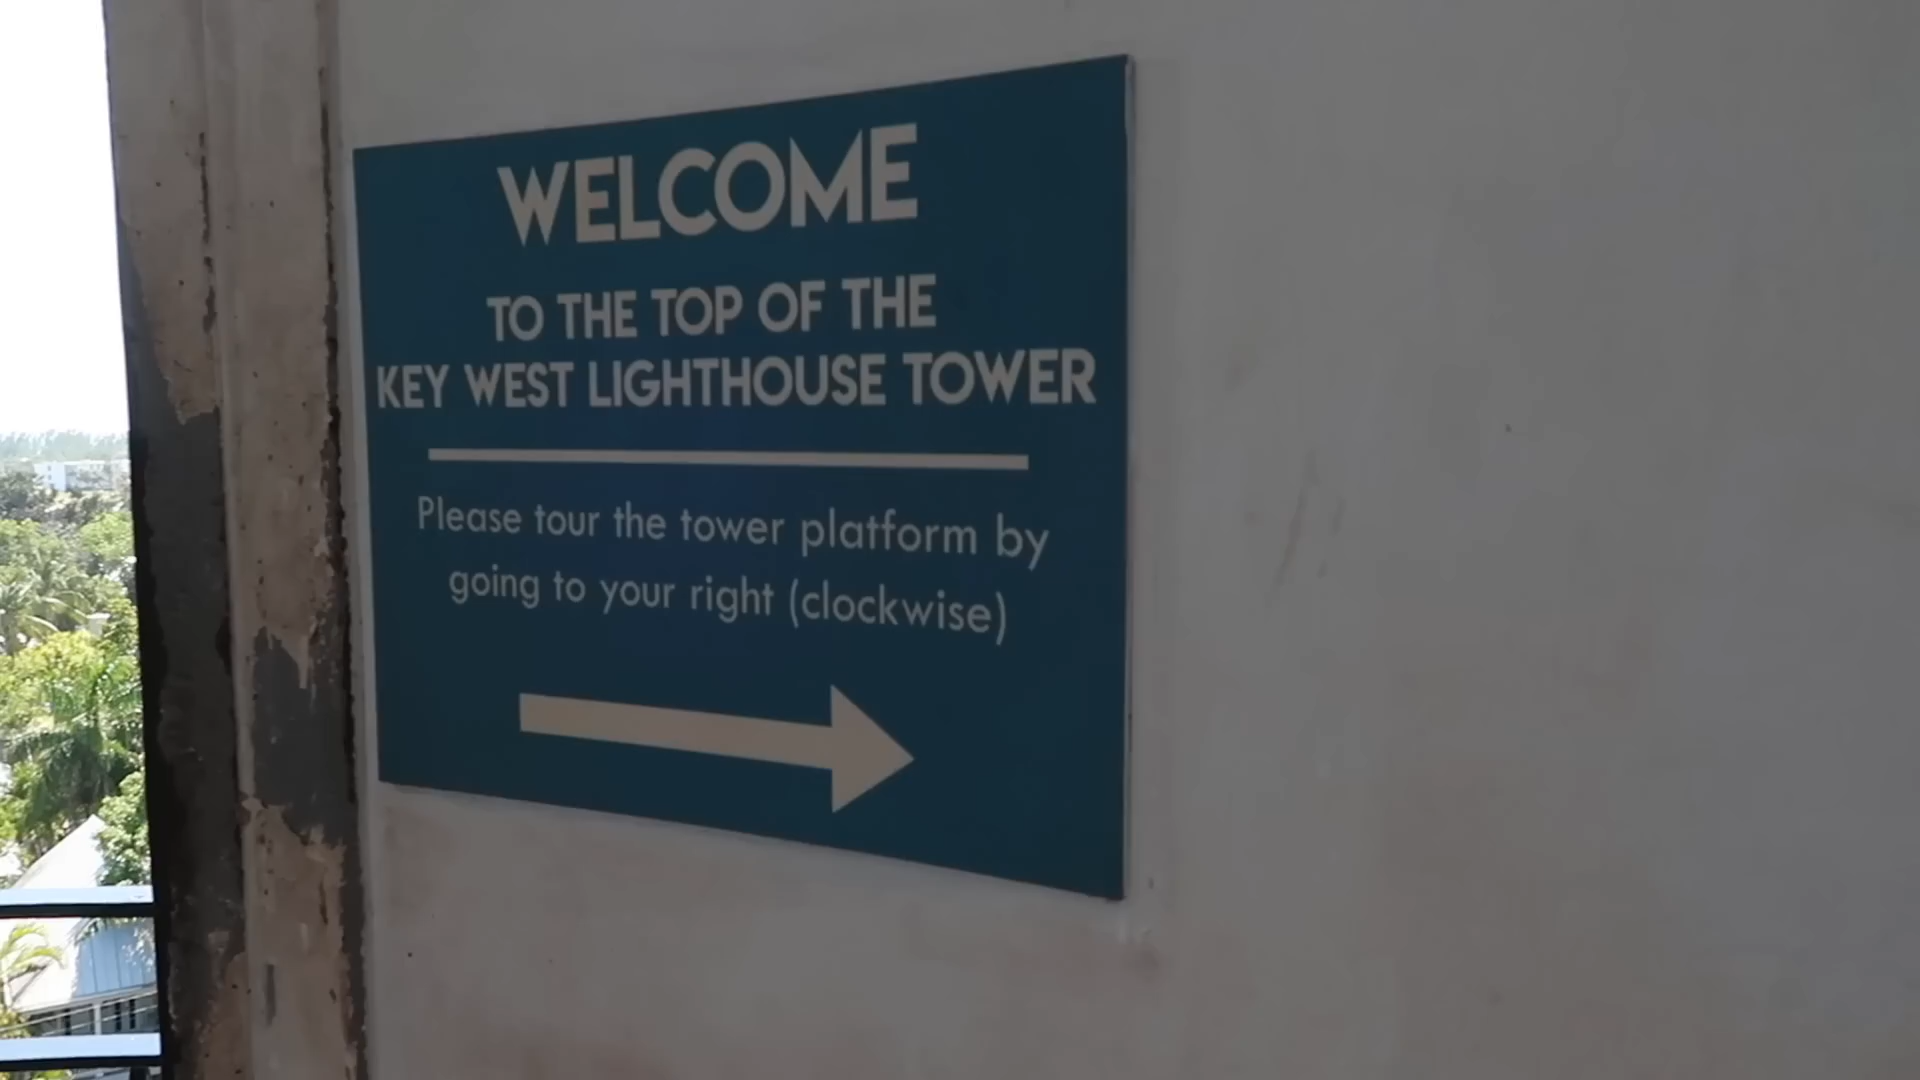 WELCOME
TO THE TOP OF THE
KEY WEST LIGHTHOUSE TOWER
Please tour the tower platform by
going to your right (clockwise)